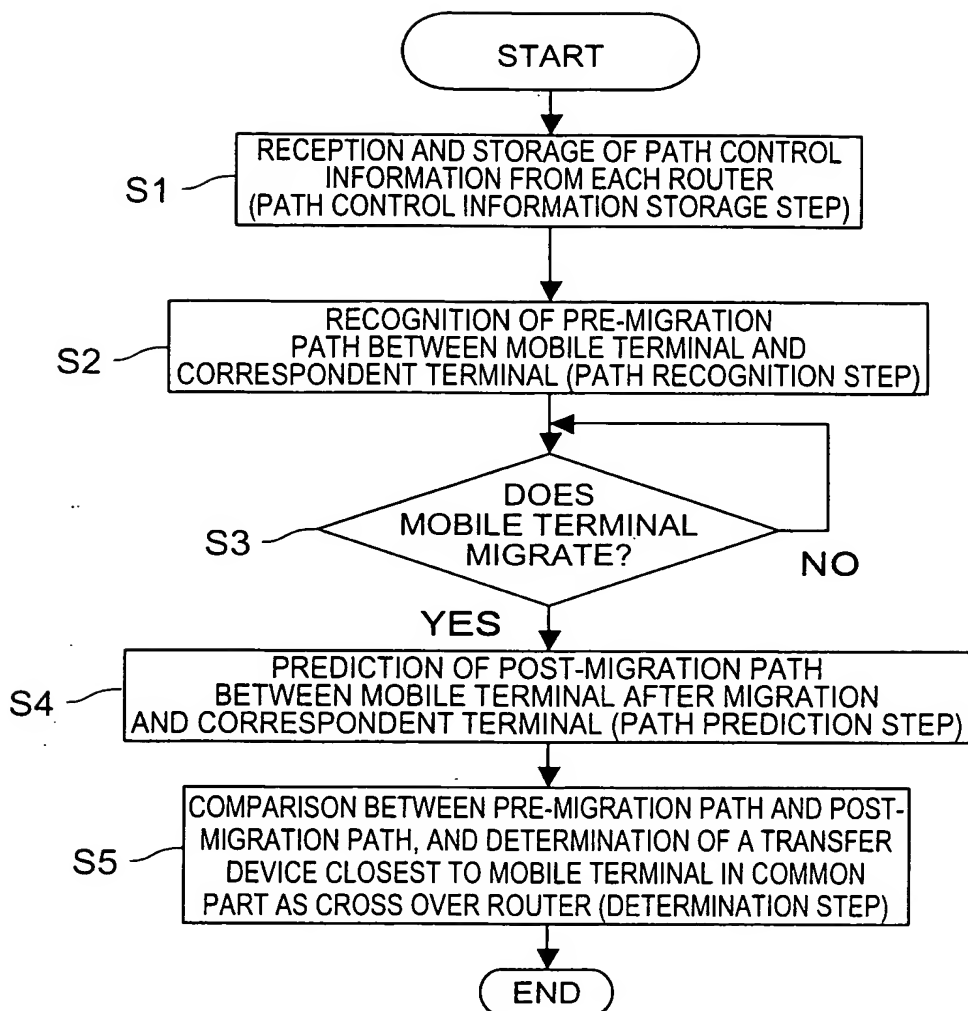 START
S1
RECEPTION AND STORAGE OF PATH CONTROL
INFORMATION FROM EACH ROUTER
(PATH CONTROL INFORMATION STORAGE STEP)
S2
RECOGNITION OF PRE-MIGRATION
PATH BETWEEN MOBILE TERMINAL AND
CORRESPONDENT TERMINAL (PATH RECOGNITION STEP)
S3
DOES
MOBILE TERMINAL
MIGRATE?
NO
YES
S4
PREDICTION OF POST-MIGRATION PATH
BETWEEN MOBILE TERMINAL AFTER MIGRATION
AND CORRESPONDENT TERMINAL (PATH PREDICTION STEP)
S5
COMPARISON BETWEEN PRE-MIGRATION PATH AND POST-
MIGRATION PATH, AND DETERMINATION OF A TRANSFER
DEVICE CLOSEST TO MOBILE TERMINAL IN COMMON
PART AS CROSS OVER ROUTER (DETERMINATION STEP)
END